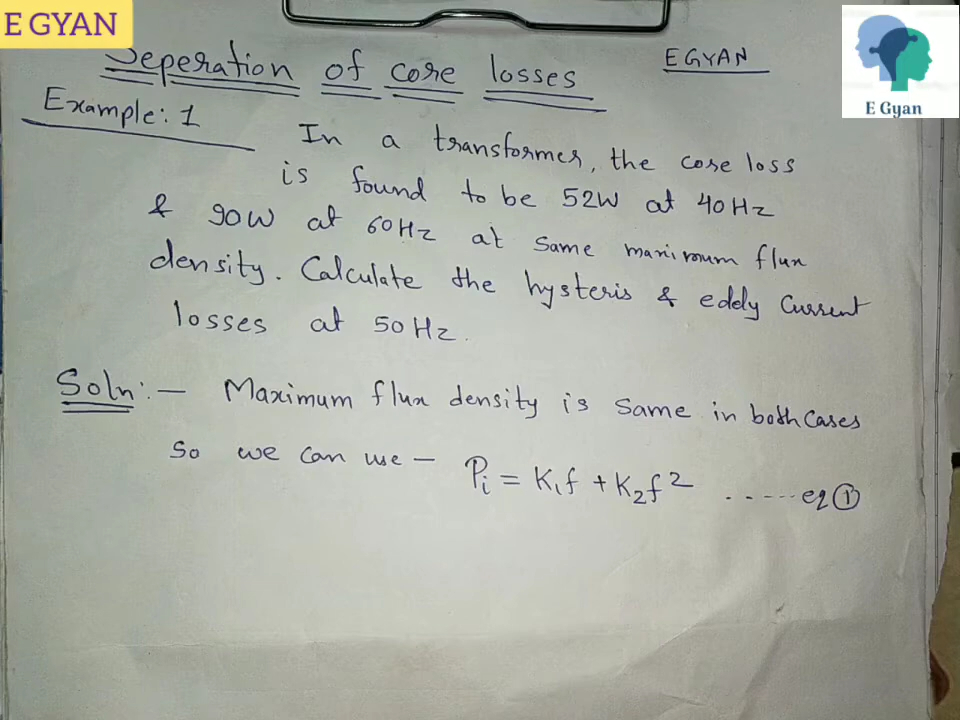 E GYAN
Seperation of core losses
EGYAN
E Gyan
Example: 1
In a transformer, the core loss
is found to be 52W at 40Hz
& 90W at 60Hz at same maximum flux
density. Calculate the hysteris & eddy current
losses at 50Hz.
Soln:— Maximum flux density is same in both cases
So we can use — Pi = K₁f + K₂f² ......eq①